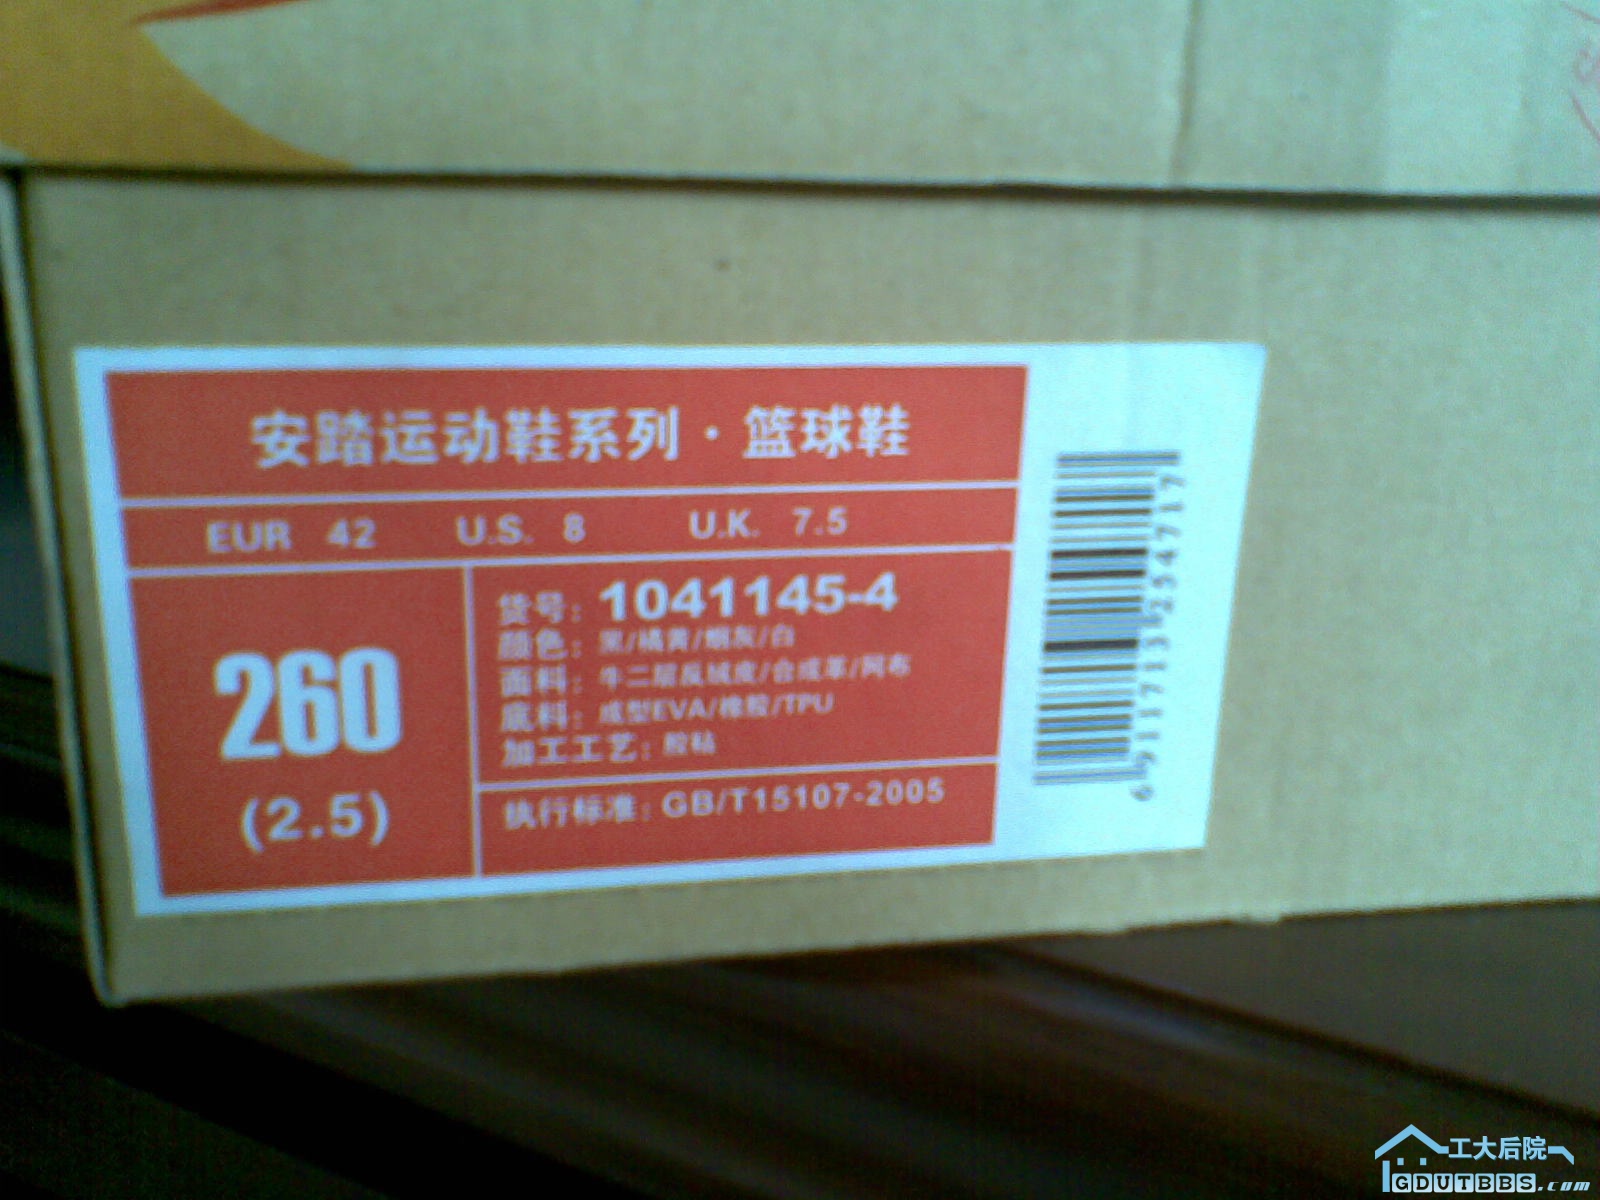 安踏运动鞋系列·篮球鞋
EUR 42 U.S. 8 U.K. 7.5
260
(2.5)
货号: 1041145-4
颜色: 黑/橘黄/烟灰/白
面料: 牛二层反绒皮/合成革/网布
底料: 成型EVA/橡胶/TPU
加工工艺: 胶粘
执行标准: GB/T15107-2005
6911713254717
工大后院
GDUTBBS.com